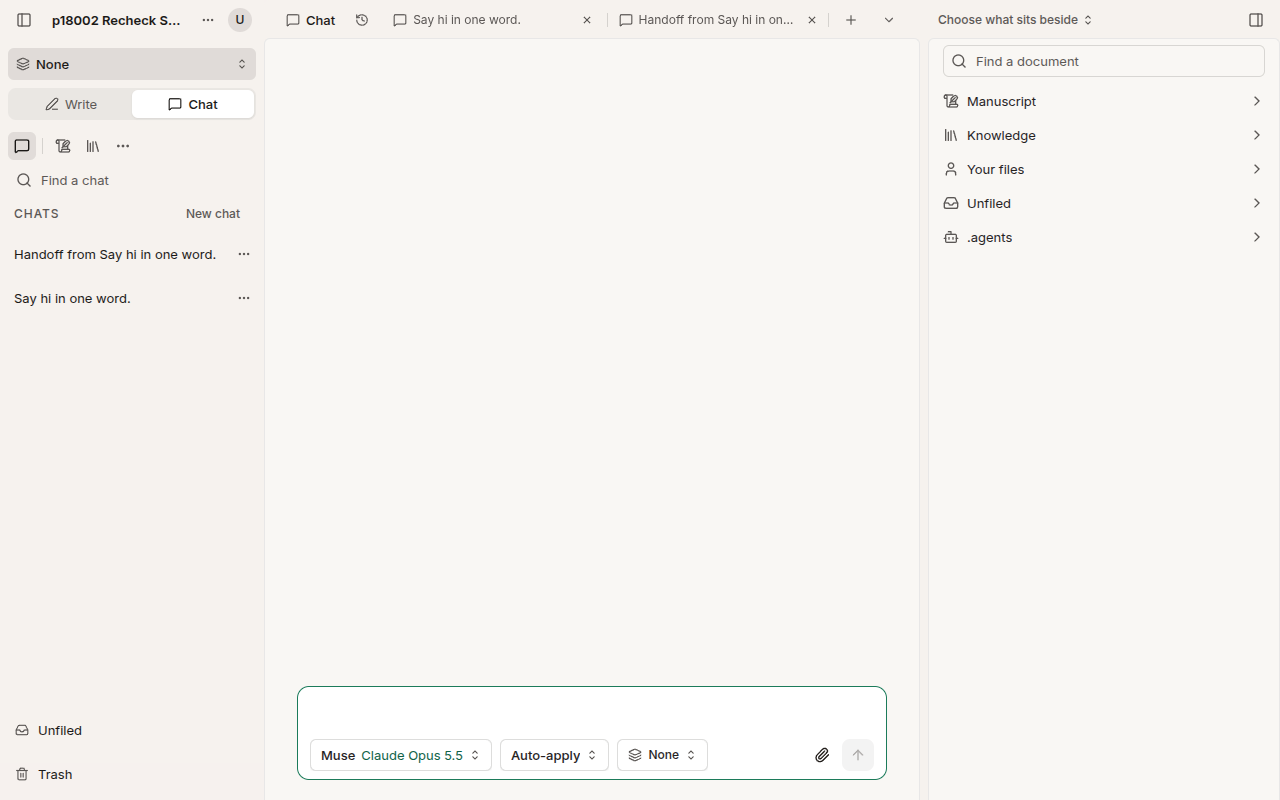 p18002 Recheck S...
U
None
Write
Chat
Find a chat
CHATS
New chat
Handoff from Say hi in one word.
Say hi in one word.
Unfiled
Trash
Chat
Say hi in one word.
Handoff from Say hi in on...
Muse Claude Opus 5.5
Auto-apply
None
Choose what sits beside
Find a document
Manuscript
Knowledge
Your files
Unfiled
.agents